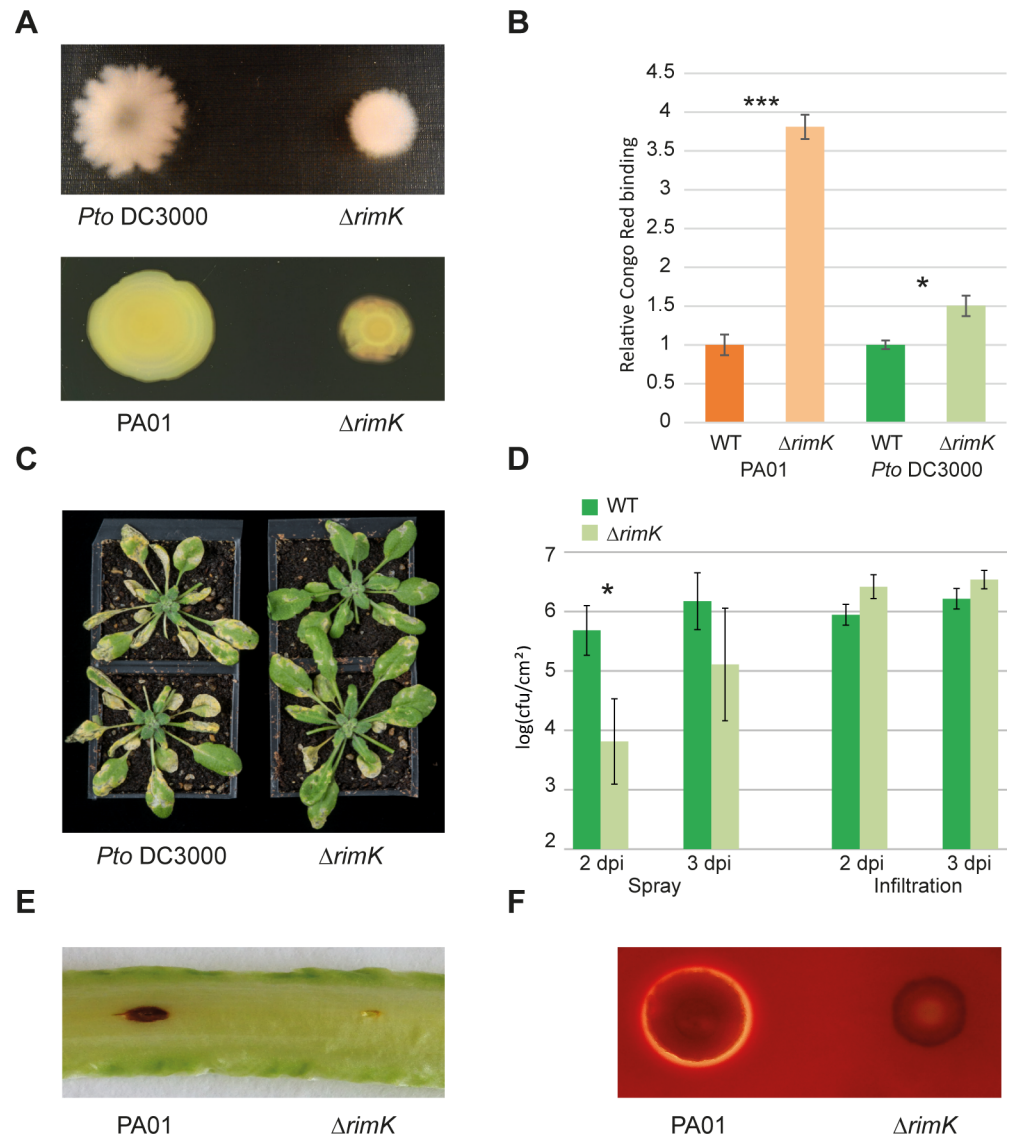 A
Pto DC3000 ΔrimK
PA01 ΔrimK
B
Relative Congo Red binding
4.5
4
3.5
3
2.5
2
1.5
1
0.5
0
***
*
WT ΔrimK WT ΔrimK
PA01 Pto DC3000
C
Pto DC3000 ΔrimK
D
WT
ΔrimK
log(cfu/cm²)
7
6
5
4
3
2
*
2 dpi 3 dpi 2 dpi 3 dpi
Spray Infiltration
E
PA01 ΔrimK
F
PA01 ΔrimK